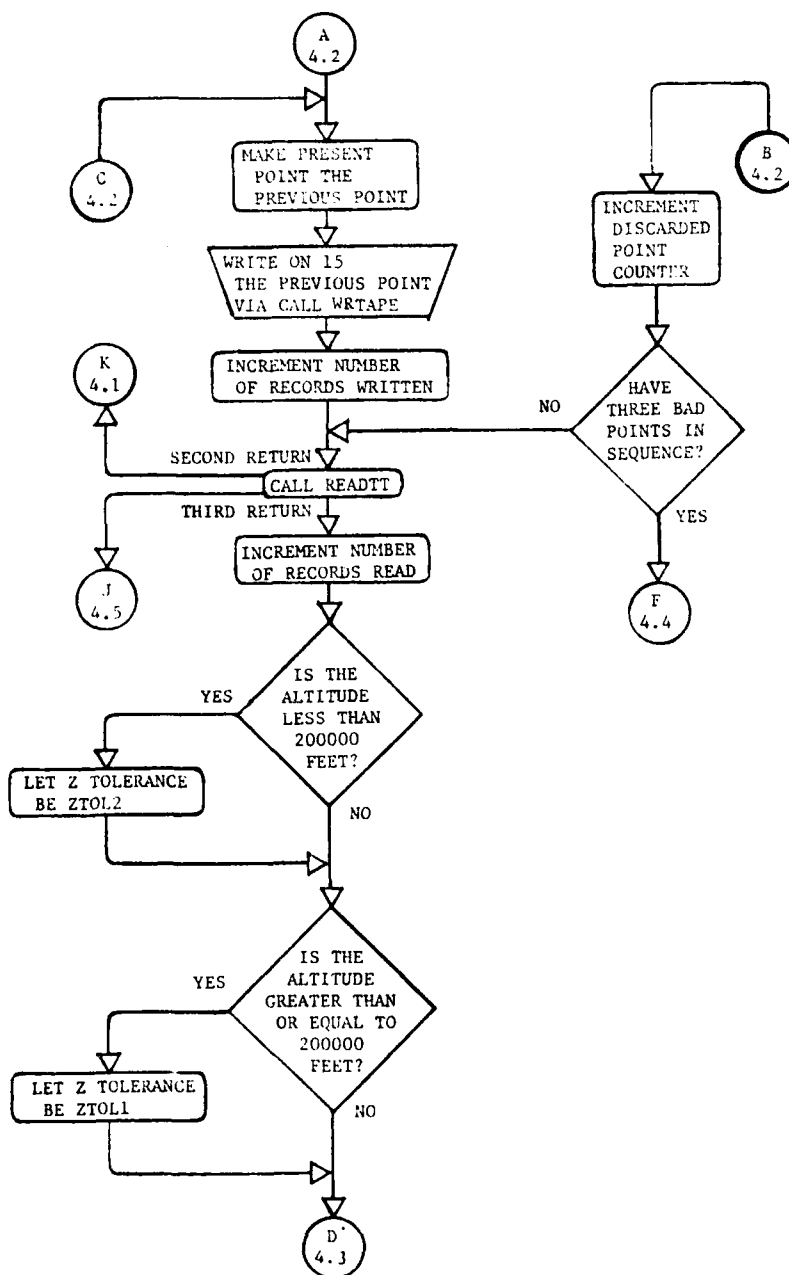 A
4.2
C
4.2
MAKE PRESENT
POINT THE
PREVIOUS POINT
B
4.2
INCREMENT
DISCARDED
POINT
COUNTER
WRITE ON 15
THE PREVIOUS POINT
VIA CALL WRTAPE
INCREMENT NUMBER
OF RECORDS WRITTEN
K
4.1
NO
HAVE
THREE BAD
POINTS IN
SEQUENCE?
SECOND RETURN
CALL READTT
THIRD RETURN
YES
INCREMENT NUMBER
OF RECORDS READ
J
4.5
F
4.4
YES
IS THE
ALTITUDE
LESS THAN
200000
FEET?
LET Z TOLERANCE
BE ZTOL2
NO
YES
IS THE
ALTITUDE
GREATER THAN
OR EQUAL TO
200000
FEET?
LET Z TOLERANCE
BE ZTOL1
NO
D
4.3